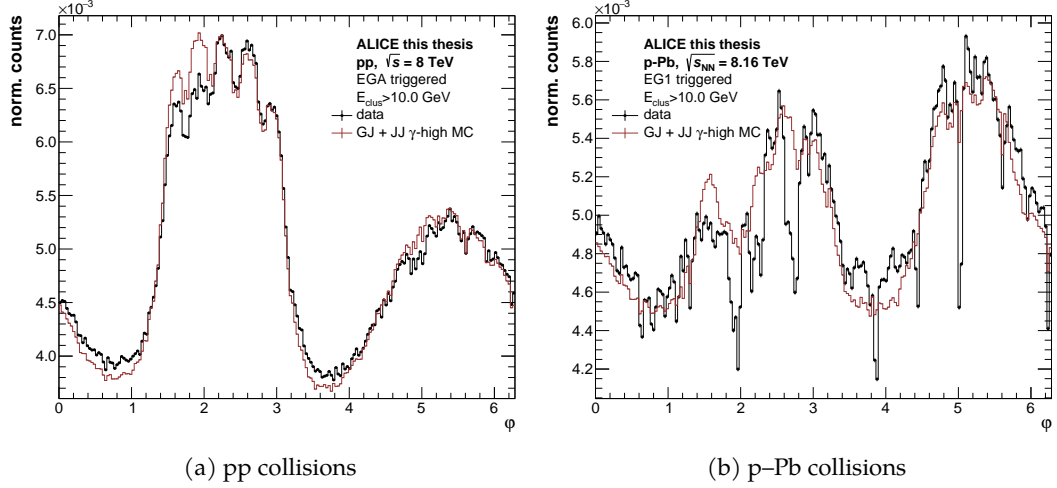 ×10⁻³
norm. counts
7.0
6.5
6.0
5.5
5.0
4.5
4.0
0 1 2 3 4 5 6
φ
ALICE this thesis
pp, √s = 8 TeV
EGA triggered
E_clus>10.0 GeV
data
GJ + JJ γ-high MC
(a) pp collisions
×10⁻³
norm. counts
6.0
5.8
5.6
5.4
5.2
5.0
4.8
4.6
4.4
4.2
0 1 2 3 4 5 6
φ
ALICE this thesis
p-Pb, √s_NN = 8.16 TeV
EG1 triggered
E_clus>10.0 GeV
data
GJ + JJ γ-high MC
(b) p–Pb collisions